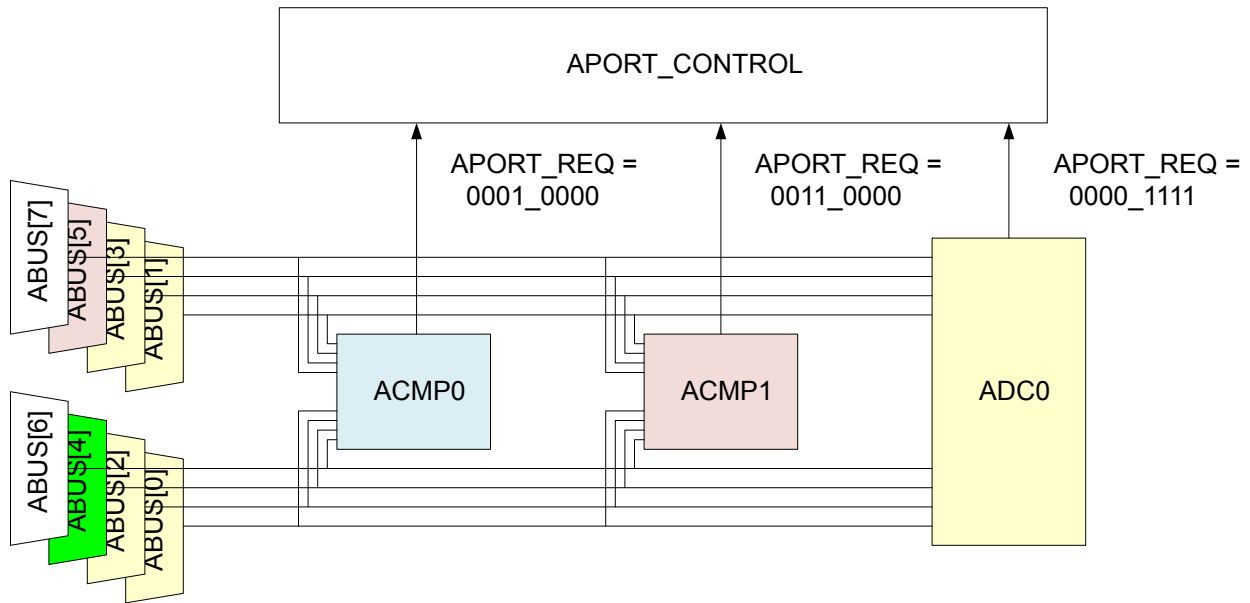 APORT_CONTROL
APORT_REQ =
0001_0000
APORT_REQ =
0011_0000
APORT_REQ =
0000_1111
ABUS[7]
ABUS[5]
ABUS[3]
ABUS[1]
ACMP0
ACMP1
ADC0
ABUS[6]
ABUS[4]
ABUS[2]
ABUS[0]